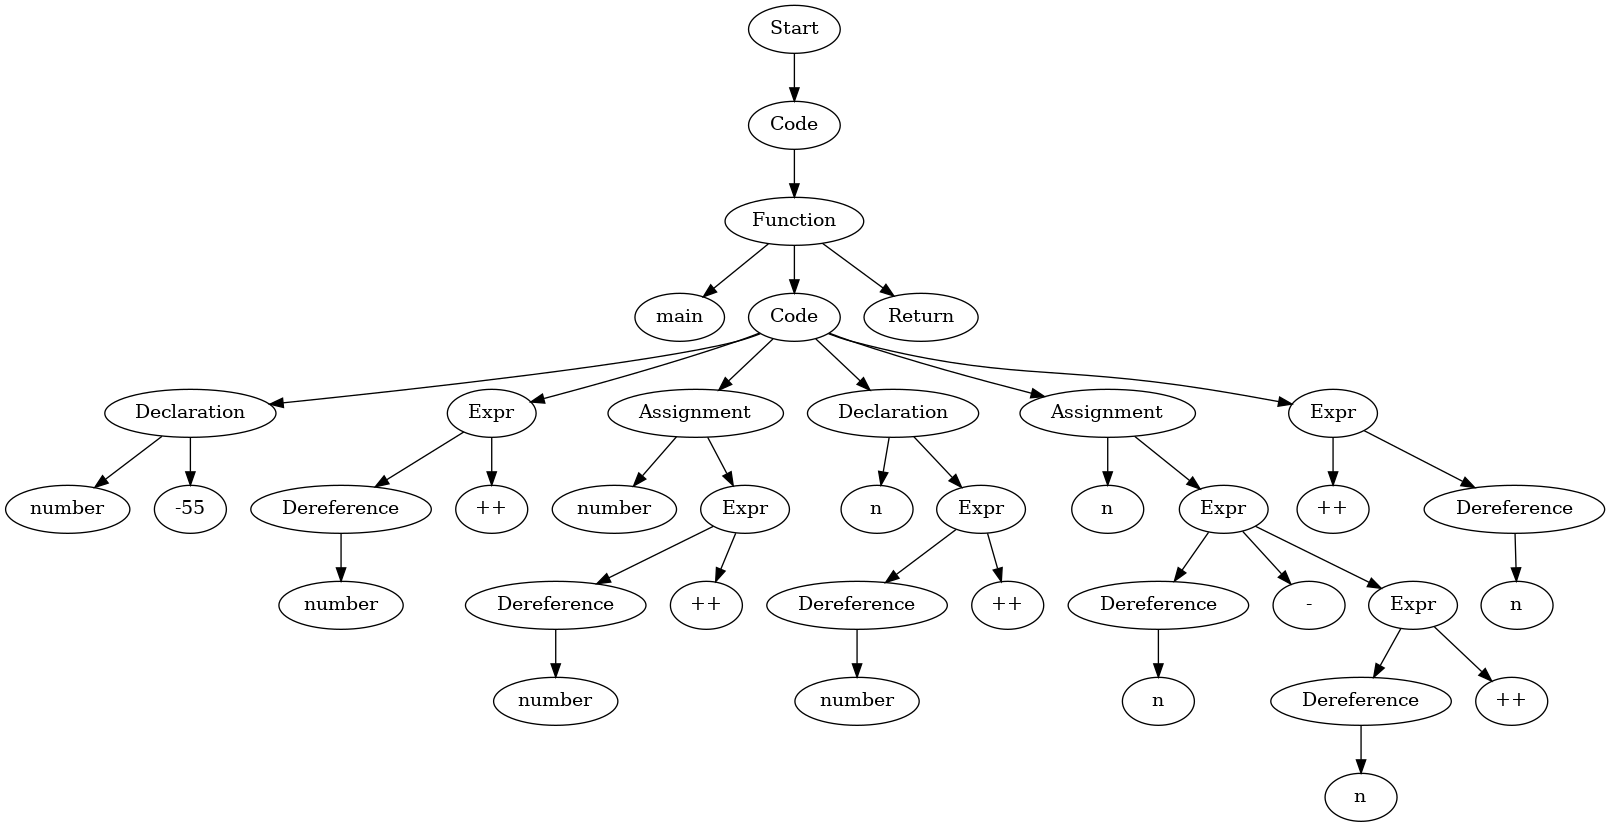 Start
Code
Function
main
Code
Return
Declaration
Expr
Assignment
Declaration
Assignment
Expr
number
-55
Dereference
++
number
Expr
n
Expr
n
Expr
++
Dereference
number
Dereference
++
Dereference
++
Dereference
-
Expr
n
number
number
n
Dereference
++
n